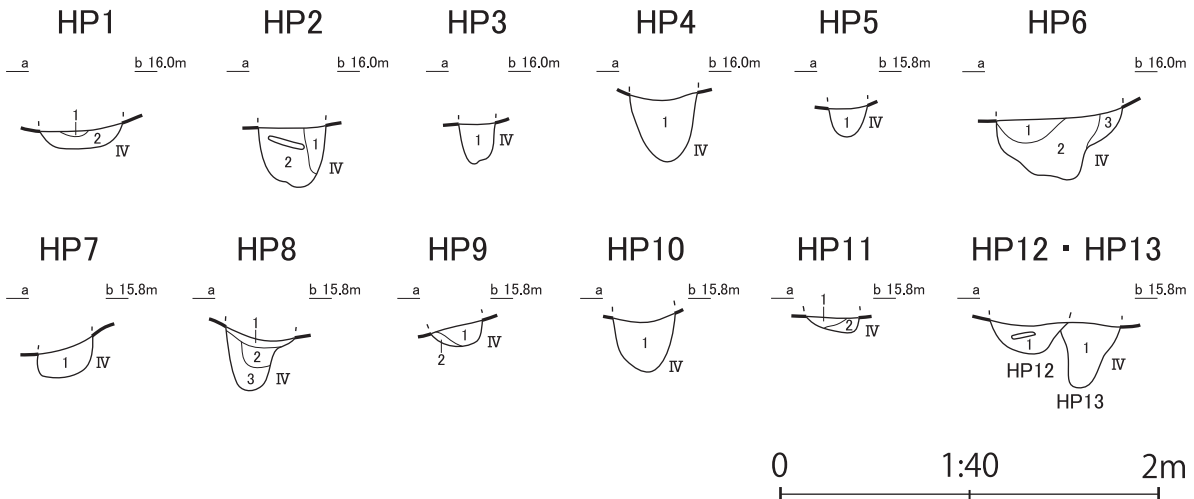 HP1 HP2 HP3 HP4 HP5 HP6
a b 16.0m a b 16.0m a b 16.0m a b 16.0m a b 15.8m a b 16.0m
1 2 Ⅳ
2 1 Ⅳ
1 Ⅳ
1 Ⅳ
1 Ⅳ
1 2 3 Ⅳ
HP7 HP8 HP9 HP10 HP11 HP12・HP13
a b 15.8m a b 15.8m a b 15.8m a b 15.8m a b 15.8m a b 15.8m
1 Ⅳ
1 2 3 Ⅳ
1 2 Ⅳ
1 Ⅳ
1 2 Ⅳ
1 1 Ⅳ
HP12
HP13
0 1:40 2m